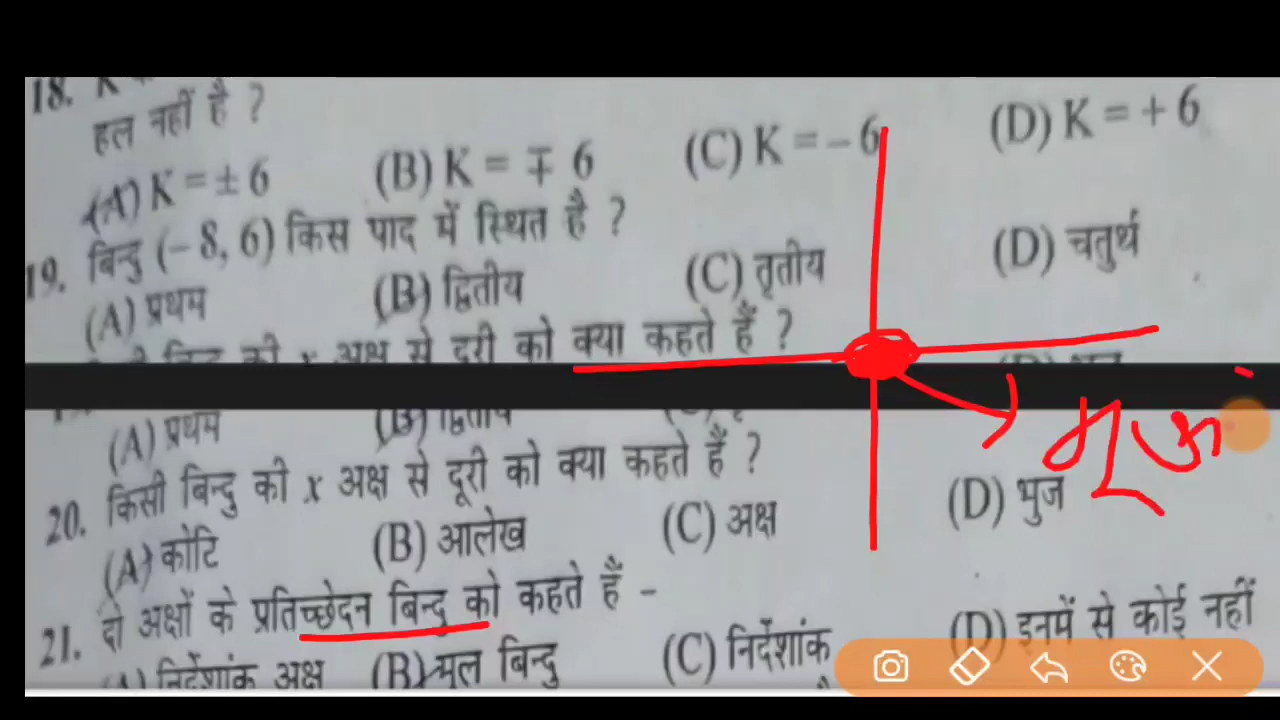 18. K
हल नहीं है ?
(A) K = ± 6 (B) K = ∓ 6 (C) K = – 6 (D) K = + 6
19. बिन्दु (– 8, 6) किस पाद में स्थित है ?
(A) प्रथम (B) द्वितीय (C) तृतीय (D) चतुर्थ
बिन्दु की x अक्ष से दूरी को क्या कहते हैं ?
(A) प्रथम (B) द्वितीय
20. किसी बिन्दु की x अक्ष से दूरी को क्या कहते हैं ?
(A) कोटि (B) आलेख (C) अक्ष (D) भुज
21. दो अक्षों के प्रतिच्छेदन बिन्दु को कहते हैं –
(A) निर्देशांक अक्ष (B) मूल बिन्दु (C) निर्देशांक (D) इनमें से कोई नहीं